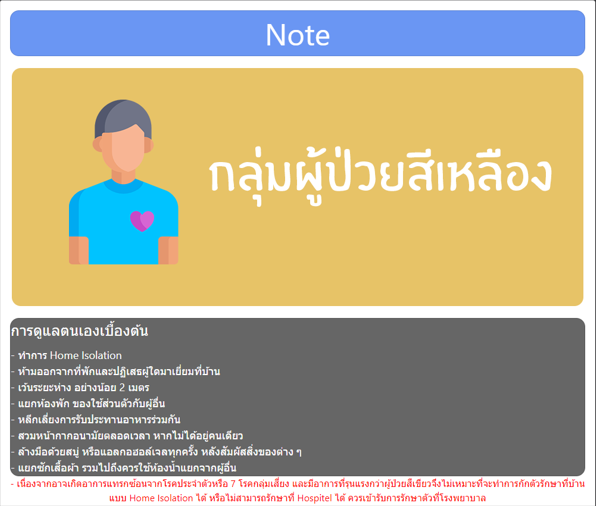 Note
กลุ่มผู้ป่วยสีเหลือง
การดูแลตนเองเบื้องต้น
- ทำการ Home Isolation
- ห้ามออกจากที่พักและปฏิเสธผู้ใดมาเยี่ยมที่บ้าน
- เว้นระยะห่าง อย่างน้อย 2 เมตร
- แยกห้องพัก ของใช้ส่วนตัวกับผู้อื่น
- หลีกเลี่ยงการรับประทานอาหารร่วมกัน
- สวมหน้ากากอนามัยตลอดเวลา หากไม่ได้อยู่คนเดียว
- ล้างมือด้วยสบู่ หรือแอลกอฮอล์เจลทุกครั้ง หลังสัมผัสสิ่งของต่าง ๆ
- แยกซักเสื้อผ้า รวมไปถึงควรใช้ห้องน้ำแยกจากผู้อื่น
- เนื่องจากอาจเกิดอาการแทรกซ้อนจากโรคประจำตัวหรือ 7 โรคกลุ่มเสี่ยง และมีอาการที่รุนแรงกว่าผู้ป่วยสีเขียวจึงไม่เหมาะที่จะทำการกักตัวรักษาที่บ้าน
แบบ Home Isolation ได้ หรือไม่สามารถรักษาที่ Hospitel ได้ ควรเข้ารับการรักษาตัวที่โรงพยาบาล